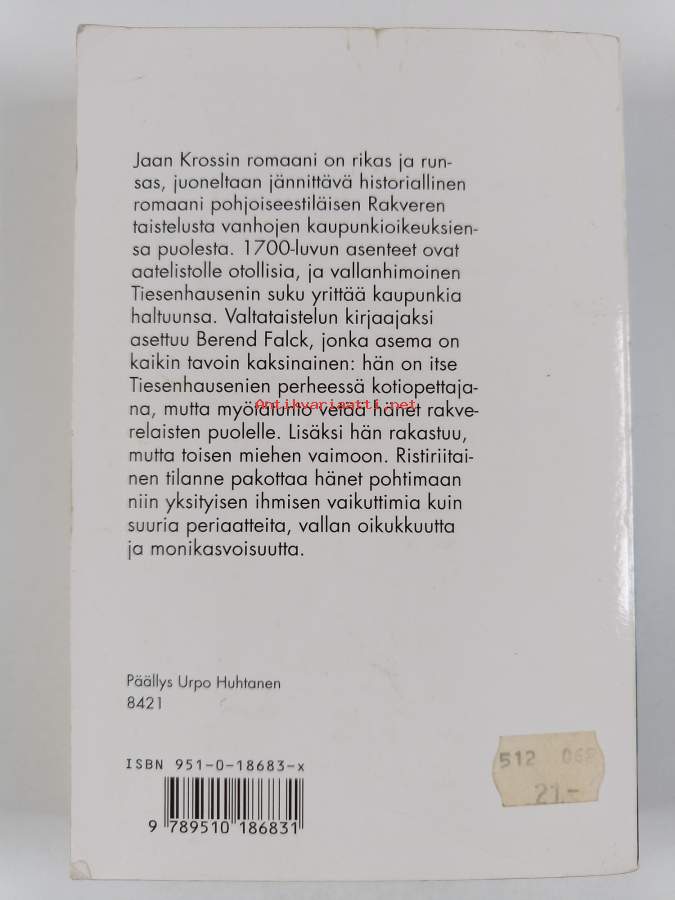 Jaan Krossin romaani on rikas ja run-
sas, juoneltaan jännittävä historiallinen
romaani pohjoiseestiläisen Rakveren
taistelusta vanhojen kaupunkioikeuksien-
sa puolesta. 1700-luvun asenteet ovat
aatelistolle otollisia, ja vallanhimoinen
Tiesenhausenin suku yrittää kaupunkia
haltuunsa. Valtataistelun kirjaajaksi
asettuu Berend Falck, jonka asema on
kaikin tavoin kaksinainen: hän on itse
Tiesenhausenien perheessä kotiopettaja-
na, mutta myötätunto vetää hänet rakve-
Antikvariaatti.net
relaisten puolelle. Lisäksi hän rakastuu,
mutta toisen miehen vaimoon. Ristiriitai-
nen tilanne pakottaa hänet pohtimaan
niin yksityisen ihmisen vaikuttimia kuin
suuria periaatteita, vallan oikukkuutta
ja monikasvoisuutta.
Päällys Urpo Huhtanen
8421
ISBN 951-0-18683-x
9 789510 186831
512 068
21.-